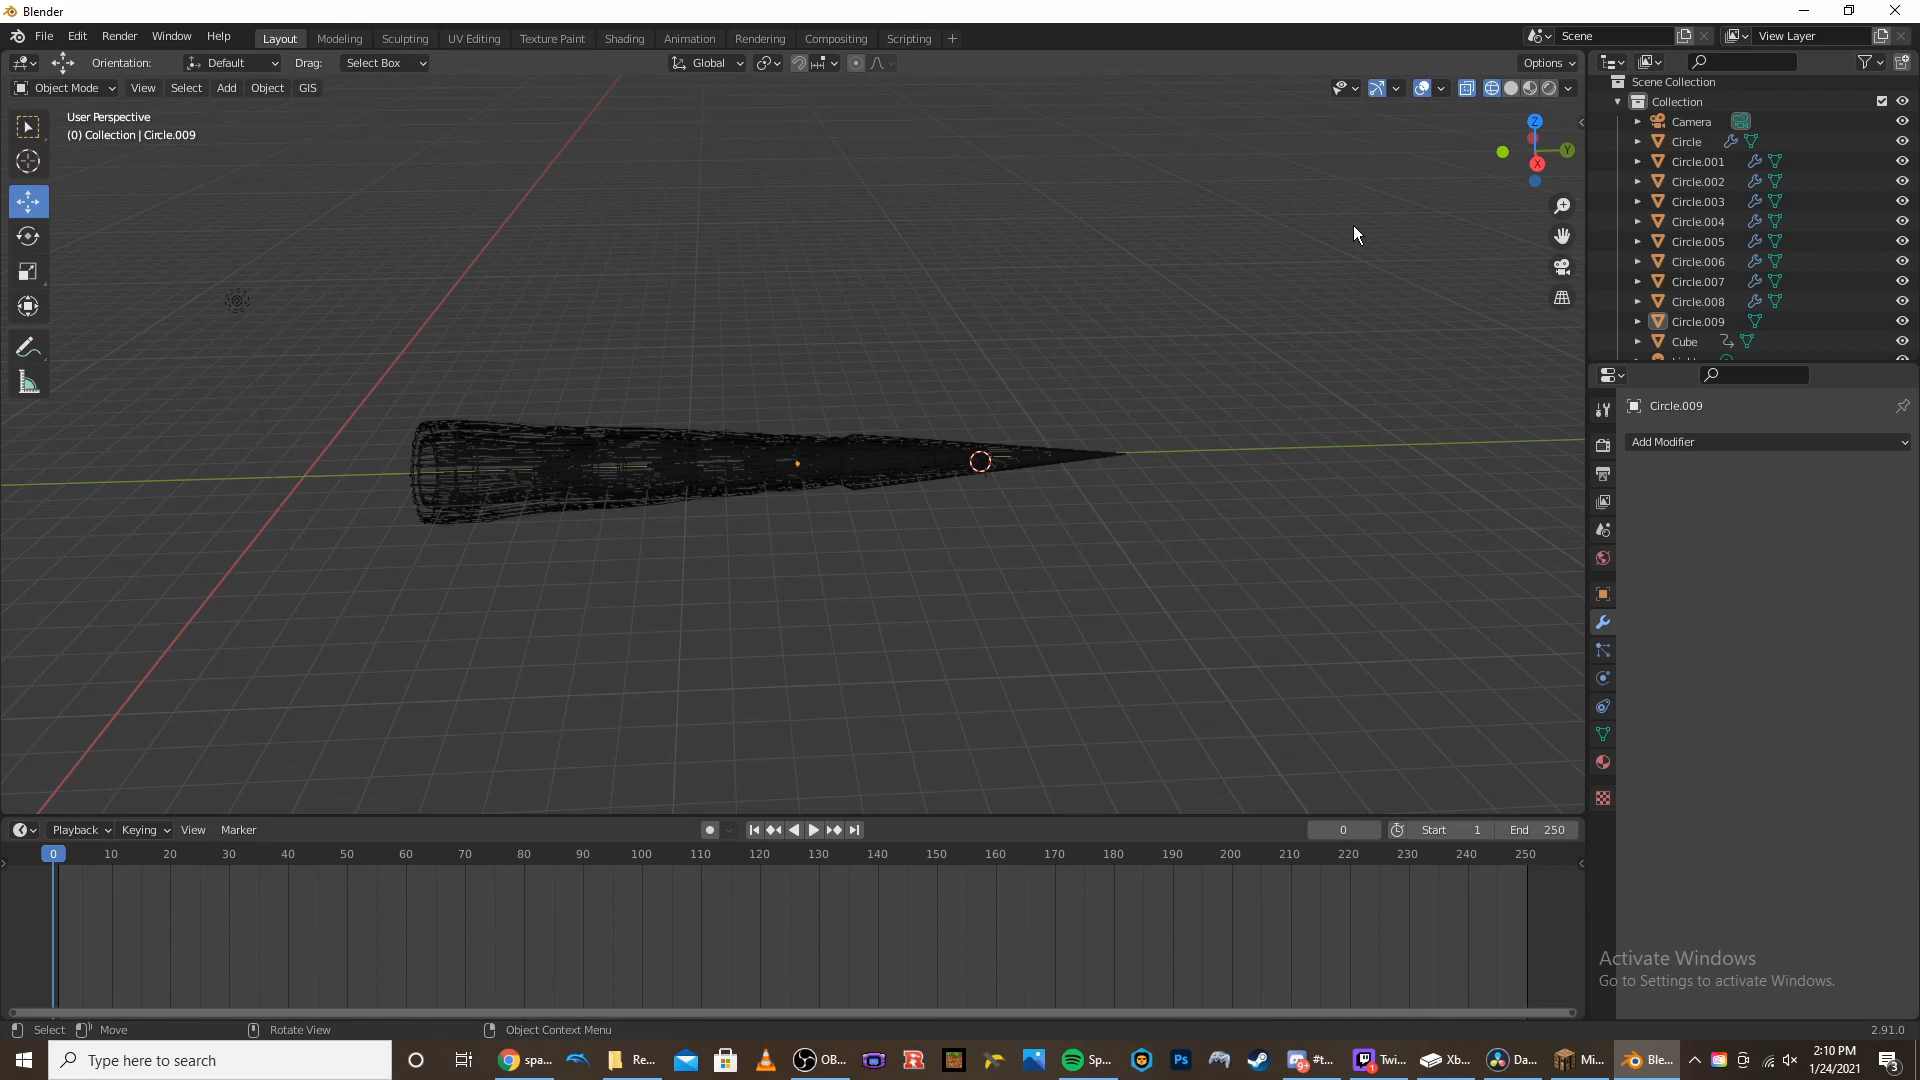 Blender
File Edit Render Window Help
Layout Modeling Sculpting UV Editing Texture Paint Shading Animation Rendering Compositing Scripting +
Scene
View Layer
Orientation: Default Drag: Select Box
Global
Options
Object Mode View Select Add Object GIS
User Perspective
(0) Collection | Circle.009
Z
Y
X
Scene Collection
Collection
Camera
Circle
Circle.001
Circle.002
Circle.003
Circle.004
Circle.005
Circle.006
Circle.007
Circle.008
Circle.009
Cube
Circle.009
Add Modifier
Playback Keying View Marker
0 Start 1 End 250
0 10 20 30 40 50 60 70 80 90 100 110 120 130 140 150 160 170 180 190 200 210 220 230 240 250
Activate Windows
Go to Settings to activate Windows.
Select Move Rotate View Object Context Menu
2.91.0
Type here to search
spa... Re... OB... Sp... Ps #t... 9+ Twi... 1 Xb... Da... Mi... Ble...
2:10 PM
1/24/2021
3